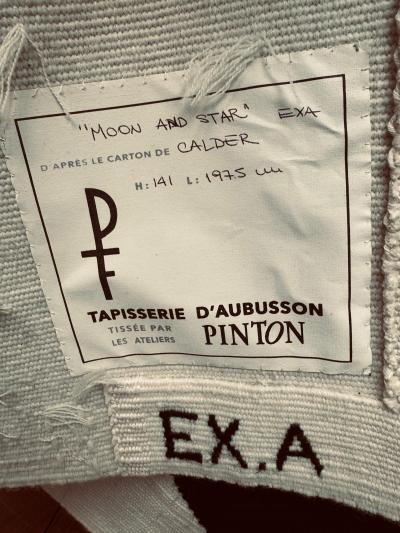 "MOON AND STAR" EXA
D'APRÈS LE CARTON DE CALDER
H: 141 L: 197.5 cm
TAPISSERIE D'AUBUSSON
TISSÉE PAR
LES ATELIERS PINTON
EX.A